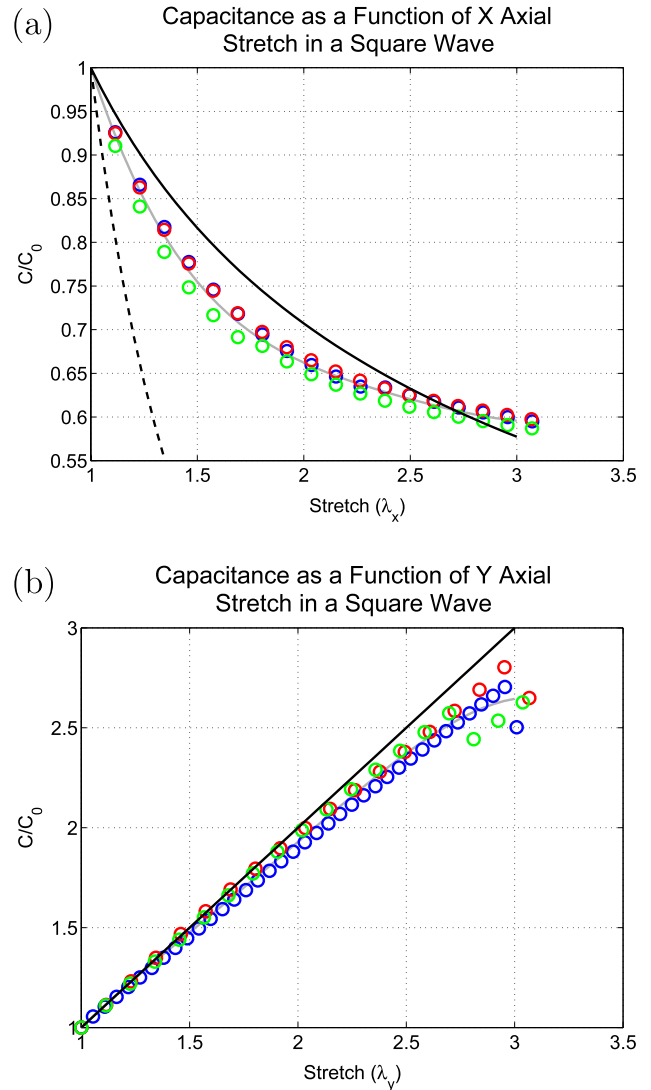 (a)
Capacitance as a Function of X Axial
Stretch in a Square Wave
1
0.95
0.9
0.85
0.8
0.75
0.7
0.65
0.6
0.55
C/C0
1 1.5 2 2.5 3 3.5
Stretch (λx)
(b)
Capacitance as a Function of Y Axial
Stretch in a Square Wave
3
2.5
2
1.5
1
C/C0
1 1.5 2 2.5 3 3.5
Stretch (λy)